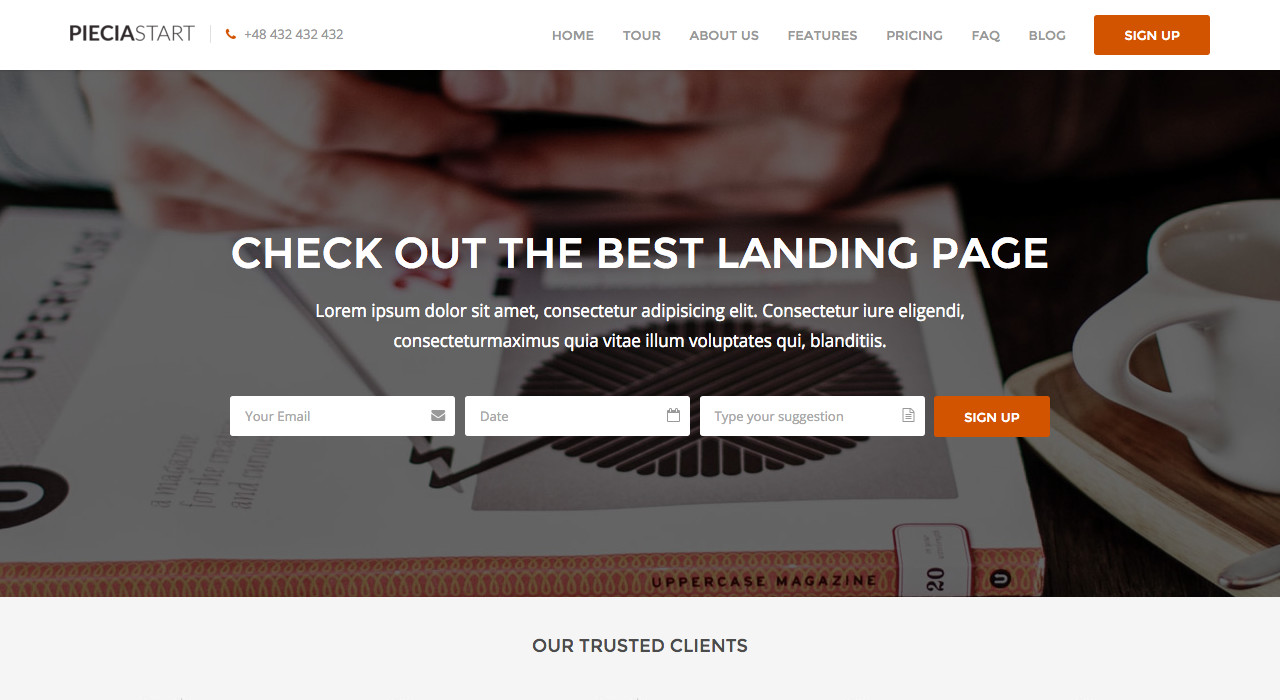 PIECIASTART
+48 432 432 432
HOME
TOUR
ABOUT US
FEATURES
PRICING
FAQ
BLOG
SIGN UP
CHECK OUT THE BEST LANDING PAGE
Lorem ipsum dolor sit amet, consectetur adipisicing elit. Consectetur iure eligendi,
consecteturmaximus quia vitae illum voluptates qui, blanditiis.
Your Email
Date
Type your suggestion
SIGN UP
UPPERCASE
a magazine
for the
and
U
UPPERCASE MAGAZINE
20
U
OUR TRUSTED CLIENTS